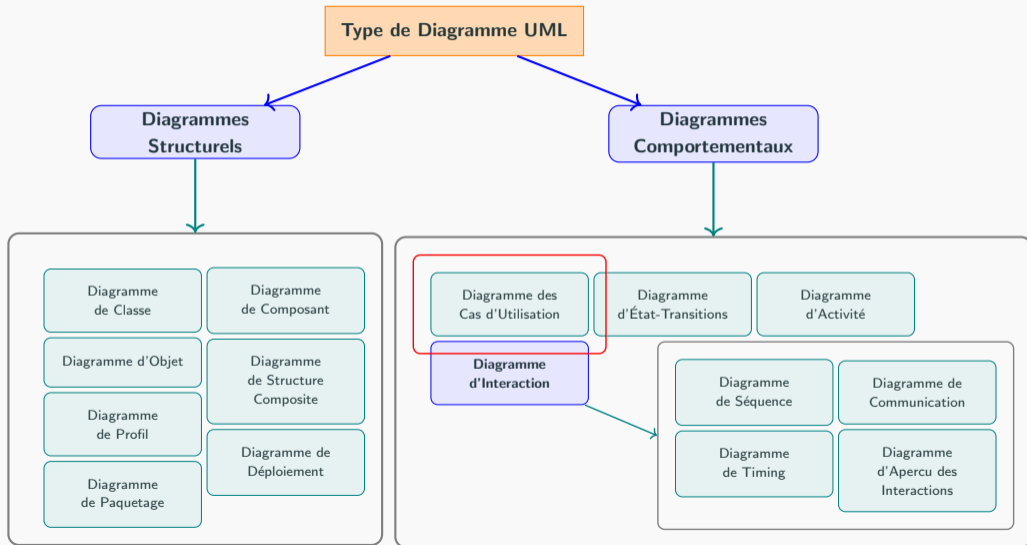 Type de Diagramme UML
Diagrammes
Structurels
Diagrammes
Comportementaux
Diagramme
de Classe
Diagramme
de Composant
Diagramme d'Objet
Diagramme
de Structure
Composite
Diagramme
de Profil
Diagramme de
Déploiement
Diagramme
de Paquetage
Diagramme des
Cas d'Utilisation
Diagramme
d'État-Transitions
Diagramme
d'Activité
Diagramme
d'Interaction
Diagramme
de Séquence
Diagramme de
Communication
Diagramme
de Timing
Diagramme
d'Apercu des
Interactions